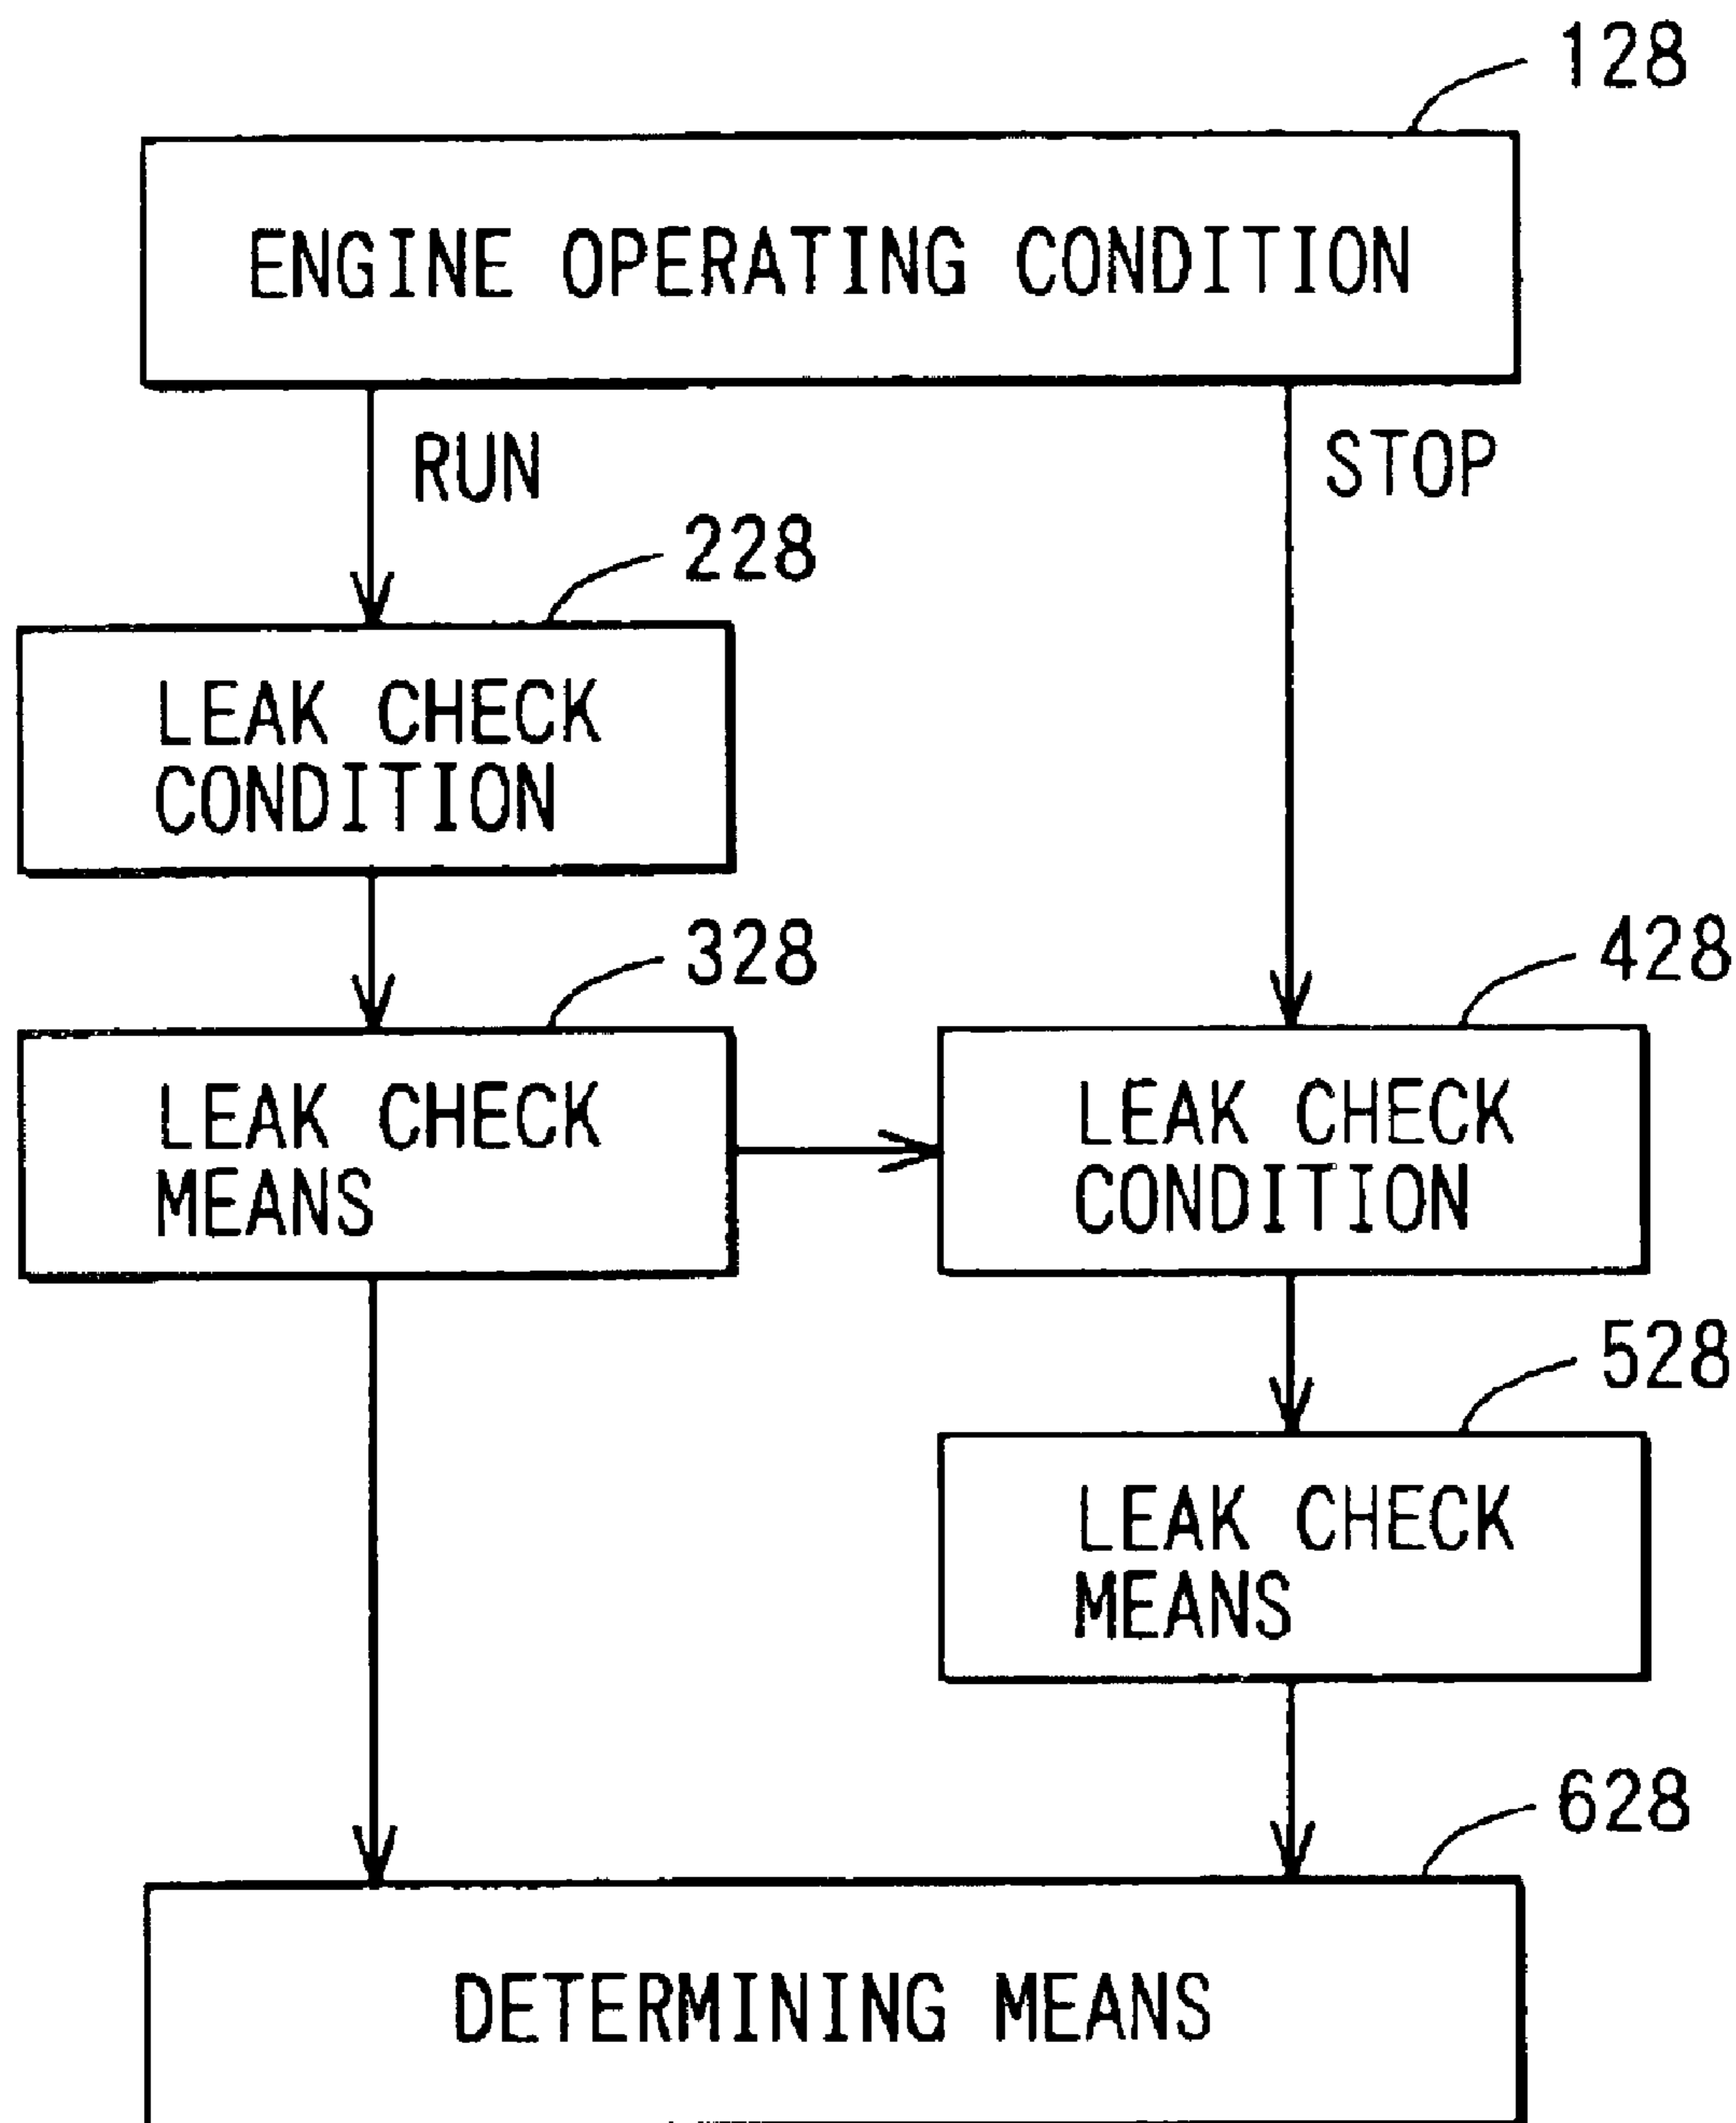 128
ENGINE OPERATING CONDITION
RUN
STOP
228
LEAK CHECK
CONDITION
328
428
LEAK CHECK
MEANS
LEAK CHECK
CONDITION
528
LEAK CHECK
MEANS
628
DETERMINING MEANS